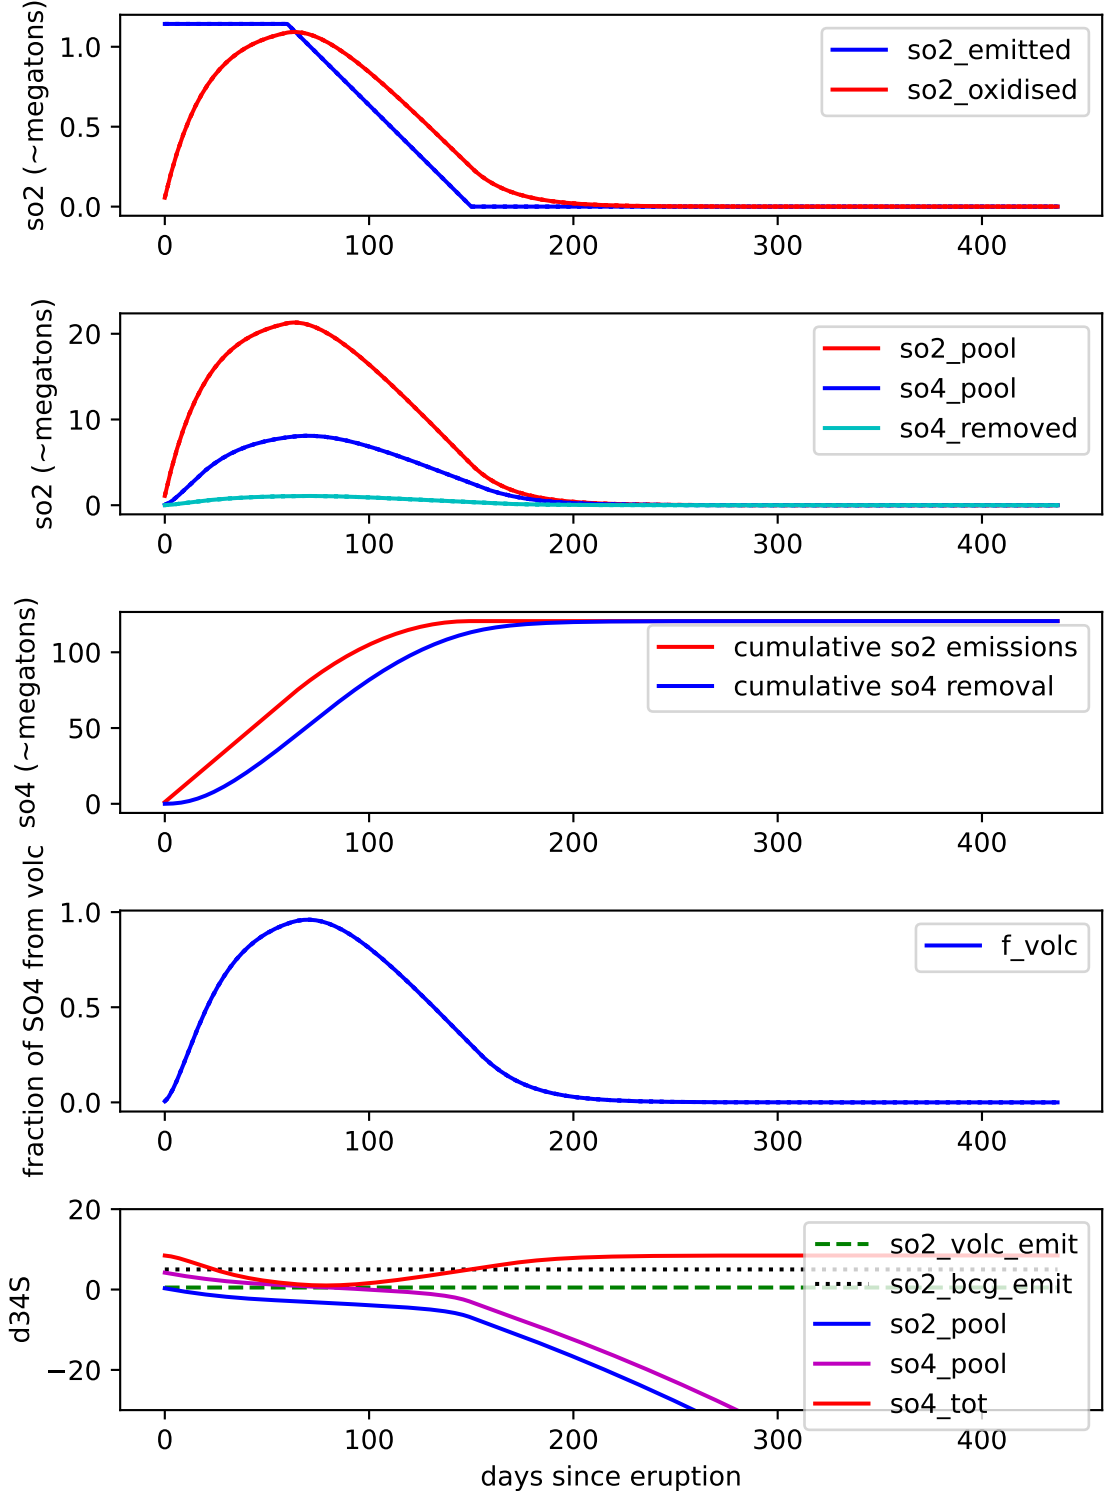 so2 (~megatons)
1.0
0.5
0.0
so2_emitted
so2_oxidised
0 100 200 300 400
so2 (~megatons)
20
10
0
so2_pool
so4_pool
so4_removed
0 100 200 300 400
so4 (~megatons)
100
50
0
cumulative so2 emissions
cumulative so4 removal
0 100 200 300 400
fraction of SO4 from volc
1.0
0.5
0.0
f_volc
0 100 200 300 400
d34S
20
0
−20
so2_volc_emit
so2_bcg_emit
so2_pool
so4_pool
so4_tot
0 100 200 300 400
days since eruption